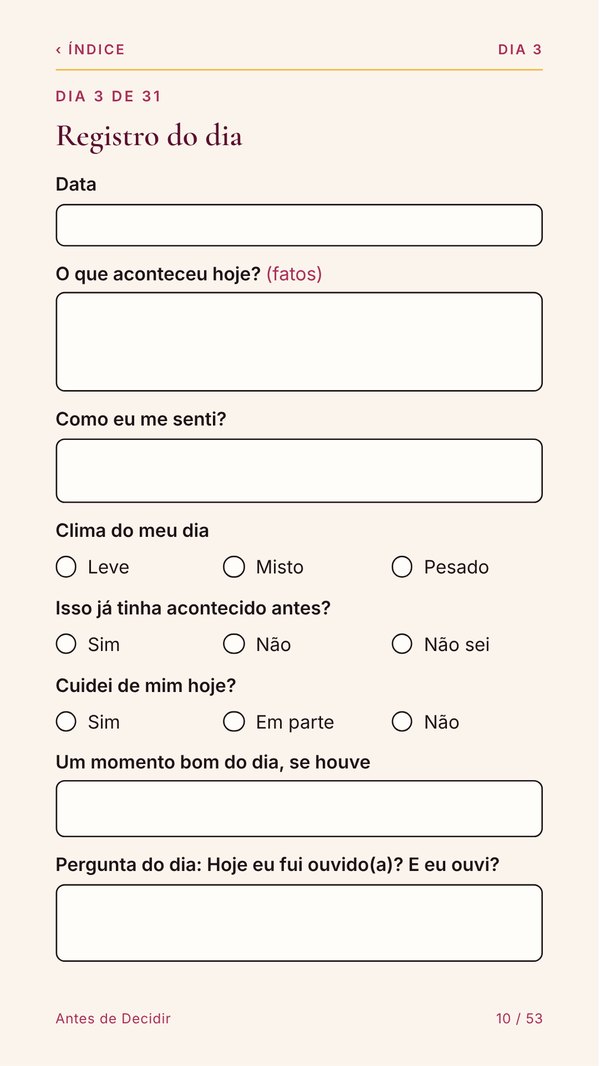 ‹ ÍNDICE
DIA 3
DIA 3 DE 31
Registro do dia
Data
O que aconteceu hoje? (fatos)
Como eu me senti?
Clima do meu dia
Leve Misto Pesado
Isso já tinha acontecido antes?
Sim Não Não sei
Cuidei de mim hoje?
Sim Em parte Não
Um momento bom do dia, se houve
Pergunta do dia: Hoje eu fui ouvido(a)? E eu ouvi?
Antes de Decidir
10 / 53